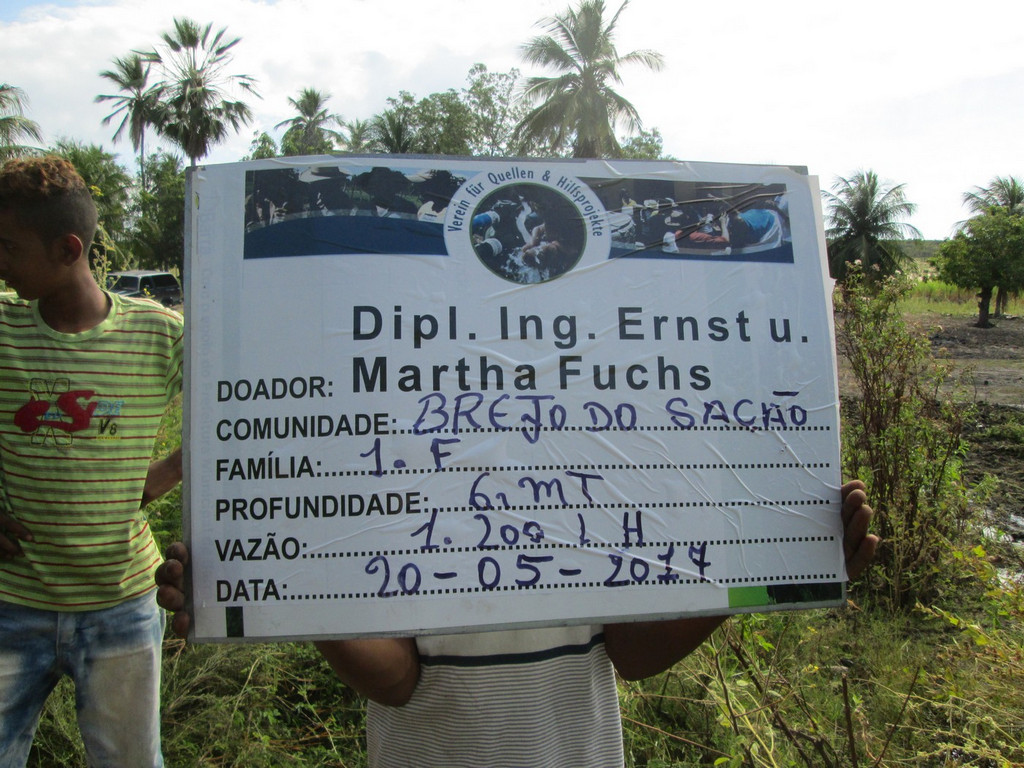 Verein für Quellen & Hilfsprojekte
Dipl. Ing. Ernst u.
DOADOR: Martha Fuchs
COMUNIDADE: BREJO DO SACÃO
FAMÍLIA: 1. F
PROFUNDIDADE: 61 MT
VAZÃO: 1.200 l H
DATA: 20-05-2017
V6